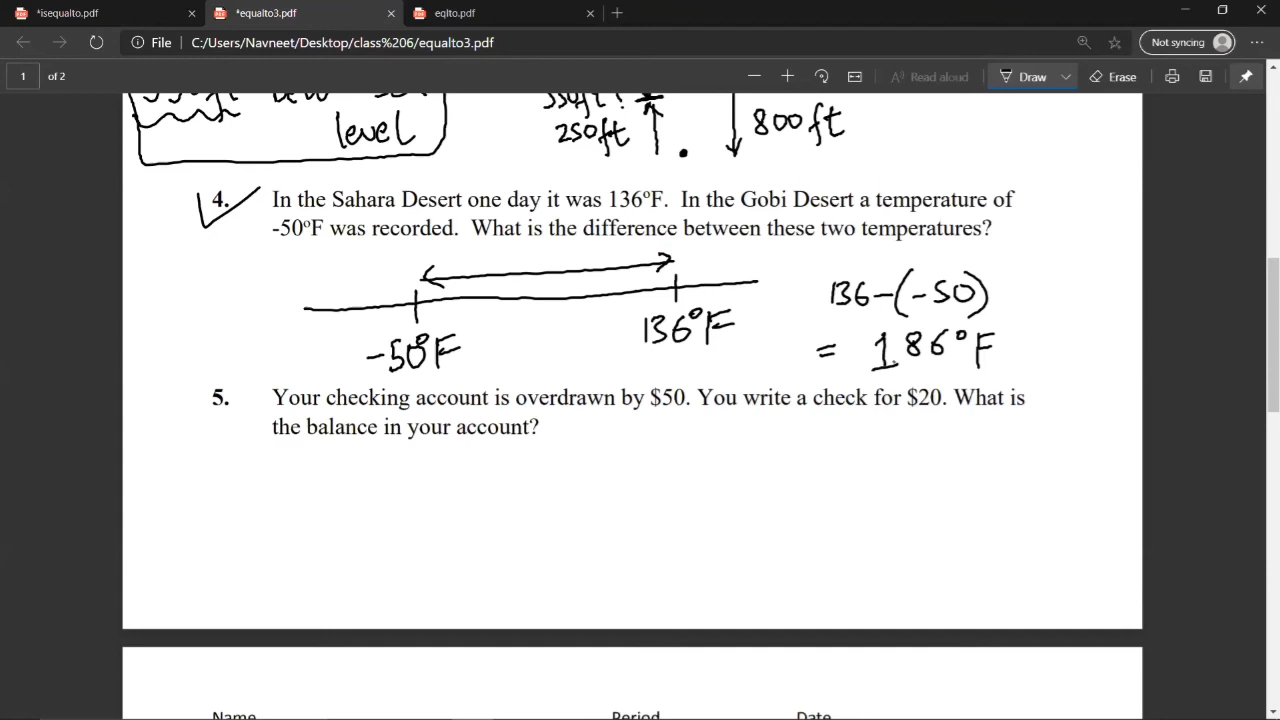 *isequalto.pdf
*equalto3.pdf
eqlto.pdf
File C:/Users/Navneet/Desktop/class%206/equalto3.pdf
Not syncing
1 of 2
Read aloud
Draw
Erase
level
250ft
800ft
4. In the Sahara Desert one day it was 136°F. In the Gobi Desert a temperature of
-50°F was recorded. What is the difference between these two temperatures?
-50°F
136°F
136-(-50)
= 186°F
5. Your checking account is overdrawn by $50. You write a check for $20. What is
the balance in your account?
Name Period Date